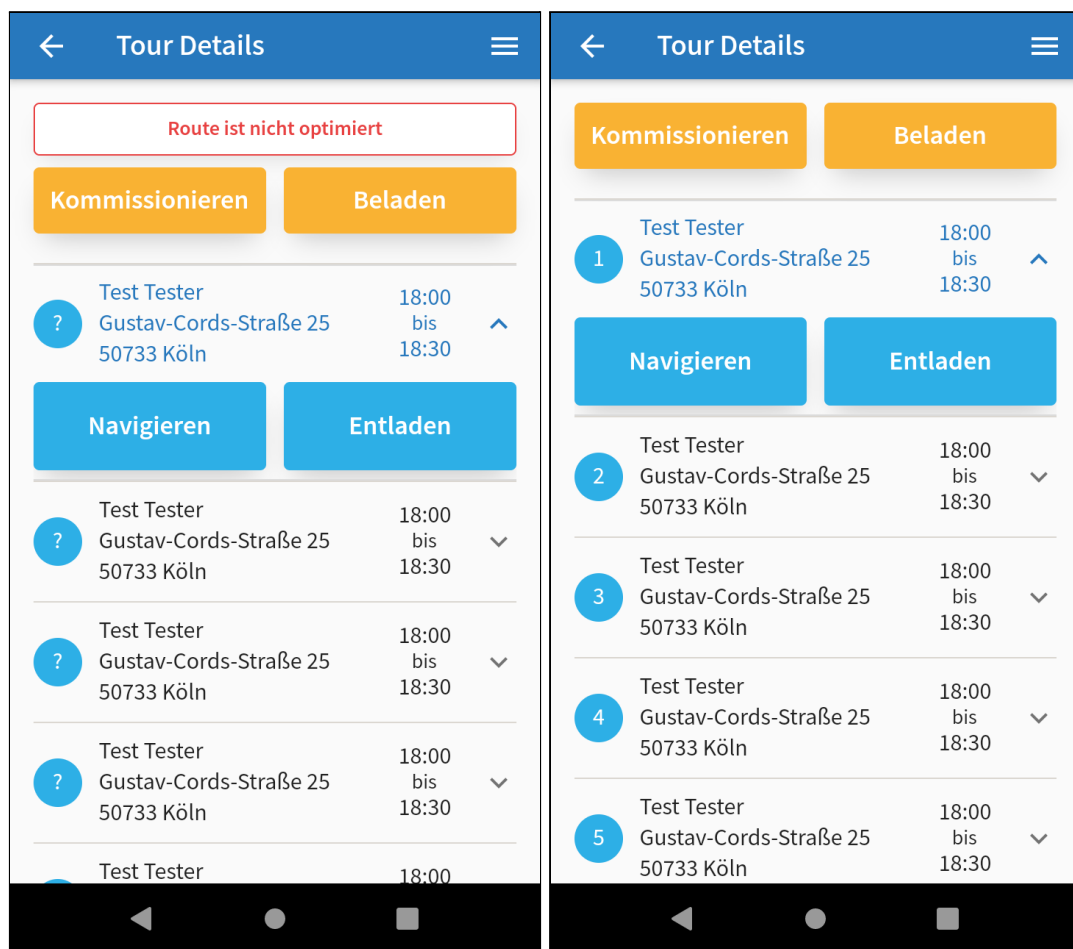 Tour Details
Route ist nicht optimiert
Kommissionieren
Beladen
?
Test Tester
Gustav-Cords-Straße 25
50733 Köln
18:00
bis
18:30
Navigieren
Entladen
?
Test Tester
Gustav-Cords-Straße 25
50733 Köln
18:00
bis
18:30
?
Test Tester
Gustav-Cords-Straße 25
50733 Köln
18:00
bis
18:30
?
Test Tester
Gustav-Cords-Straße 25
50733 Köln
18:00
bis
18:30
Test Tester
18:00
Tour Details
Kommissionieren
Beladen
1
Test Tester
Gustav-Cords-Straße 25
50733 Köln
18:00
bis
18:30
Navigieren
Entladen
2
Test Tester
Gustav-Cords-Straße 25
50733 Köln
18:00
bis
18:30
3
Test Tester
Gustav-Cords-Straße 25
50733 Köln
18:00
bis
18:30
4
Test Tester
Gustav-Cords-Straße 25
50733 Köln
18:00
bis
18:30
5
Test Tester
Gustav-Cords-Straße 25
50733 Köln
18:00
bis
18:30